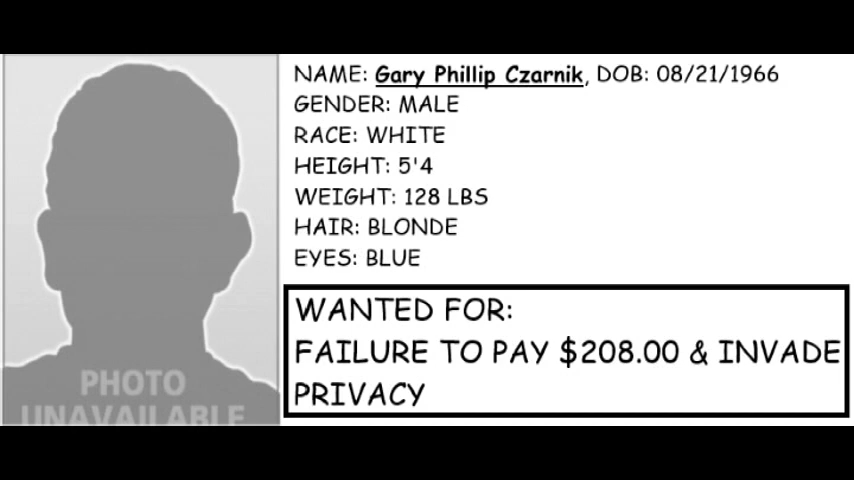 NAME: Gary Phillip Czarnik, DOB: 08/21/1966
GENDER: MALE
RACE: WHITE
HEIGHT: 5'4
WEIGHT: 128 LBS
HAIR: BLONDE
EYES: BLUE
WANTED FOR:
FAILURE TO PAY $208.00 & INVADE
PRIVACY
PHOTO
UNAVAILABLE